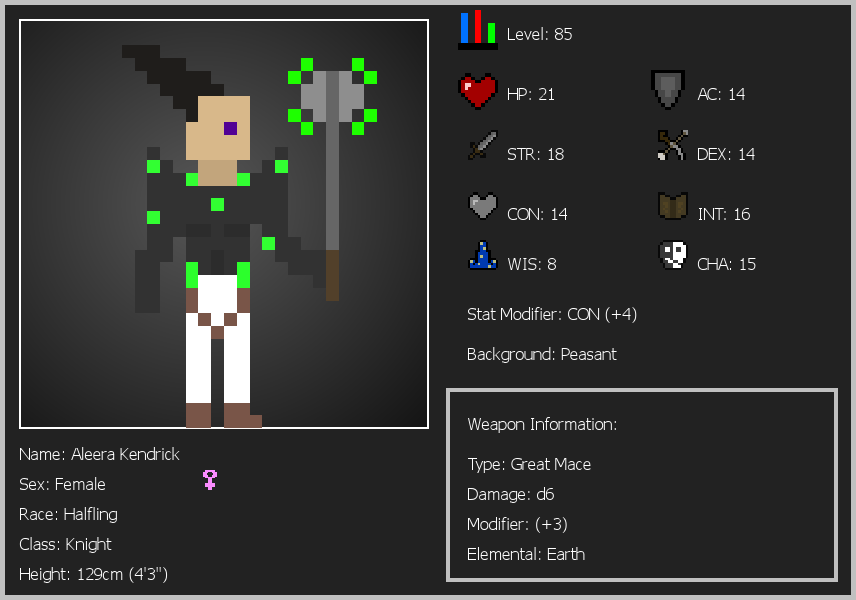 Level: 85
HP: 21
AC: 14
STR: 18
DEX: 14
CON: 14
INT: 16
WIS: 8
CHA: 15
Stat Modifier: CON (+4)
Background: Peasant
Weapon Information:
Type: Great Mace
Damage: d6
Modifier: (+3)
Elemental: Earth
Name: Aleera Kendrick
Sex: Female
Race: Halfling
Class: Knight
Height: 129cm (4'3")